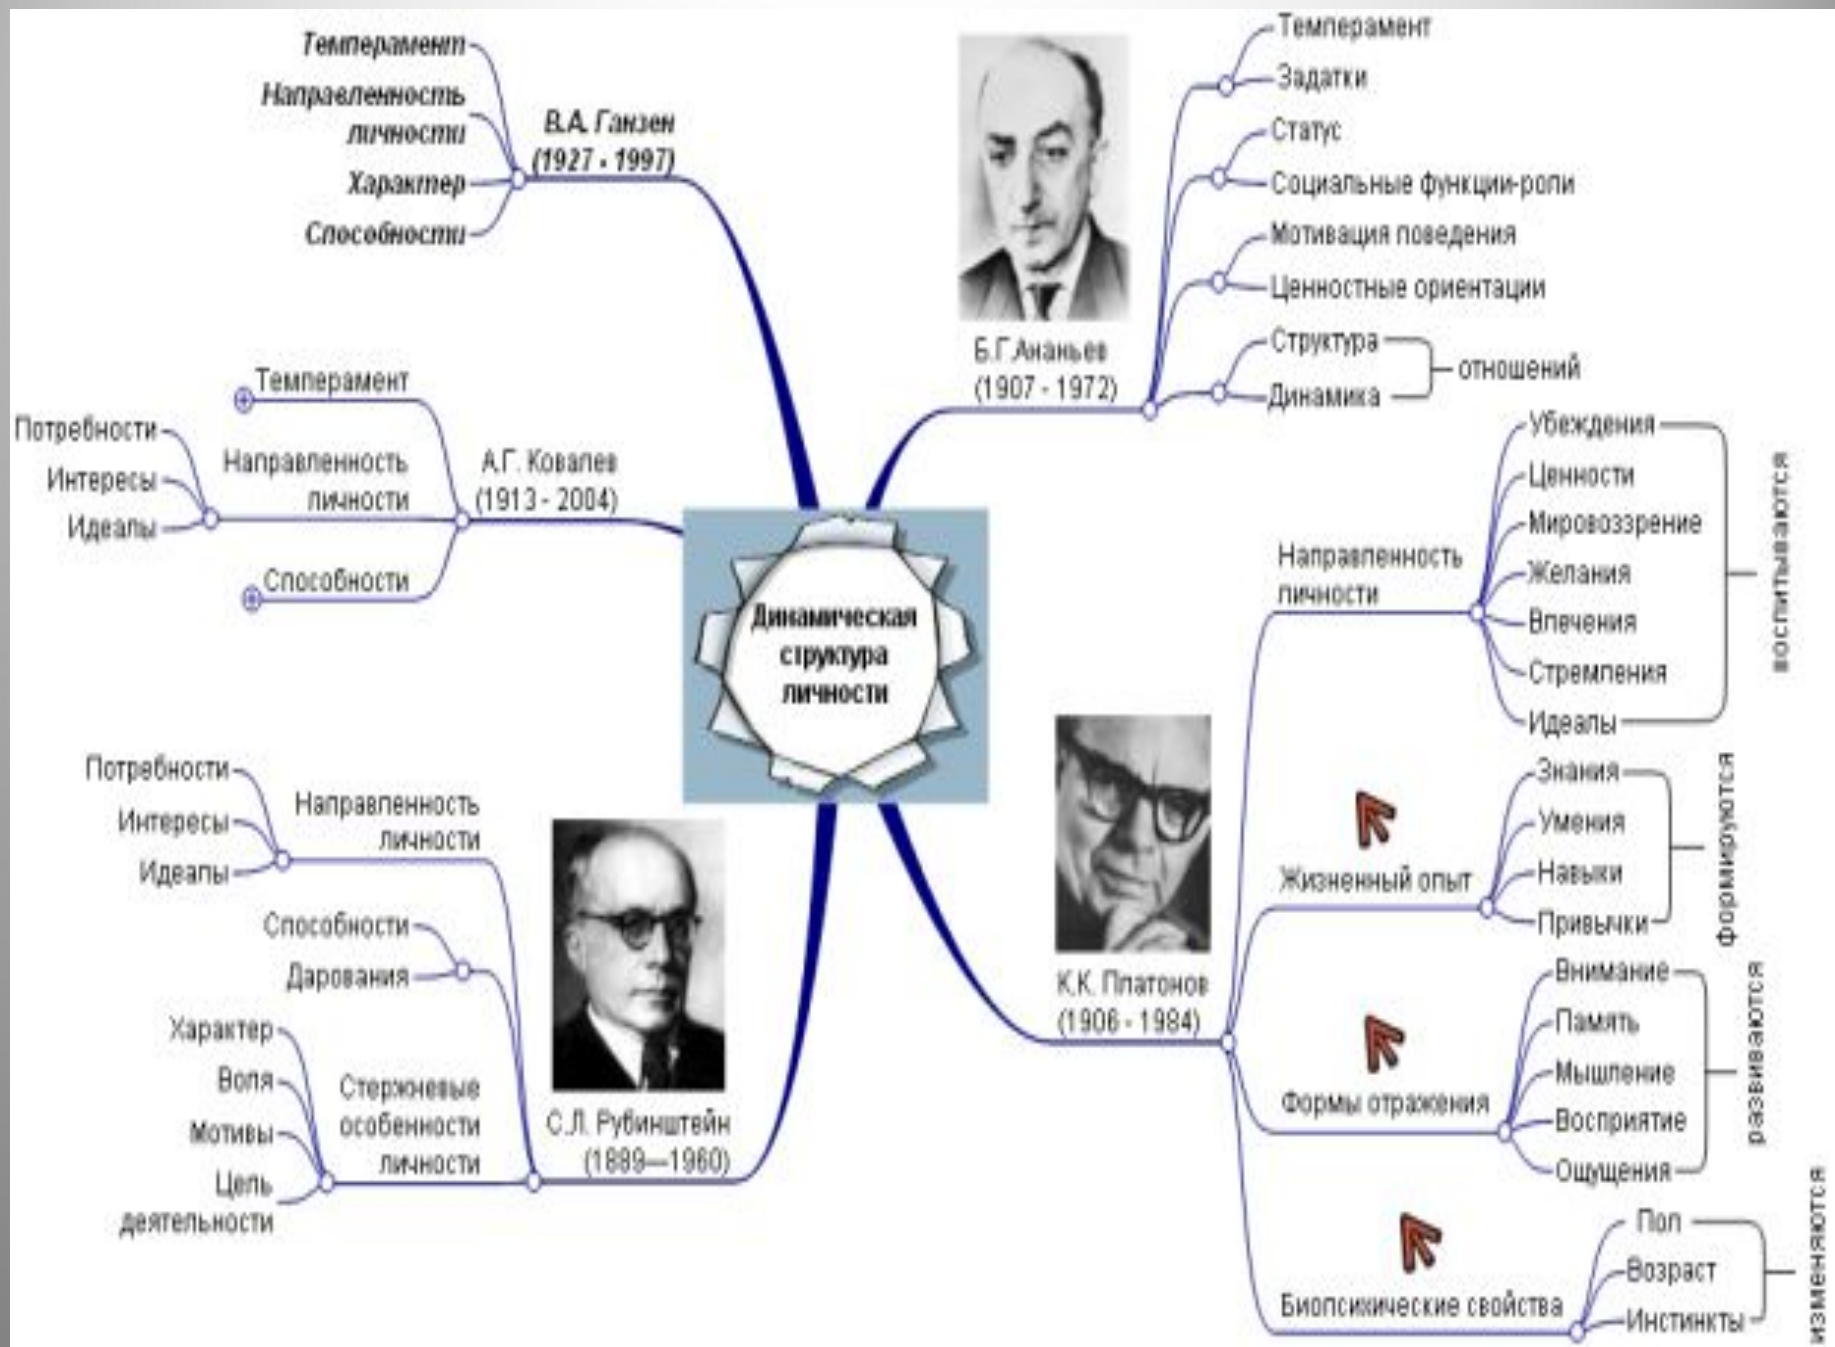 Динамическая
структура
личности
В.А. Ганзен
(1927 - 1997)
Темперамент
Направленность
личности
Характер
Способности
А.Г. Ковалев
(1913 - 2004)
Темперамент
Направленность
личности
Потребности
Интересы
Идеалы
Способности
С.Л. Рубинштейн
(1889—1960)
Направленность
личности
Потребности
Интересы
Идеалы
Способности
Дарования
Стержневые
особенности
личности
Характер
Воля
Мотивы
Цель
деятельности
Б.Г.Ананьев
(1907 - 1972)
Темперамент
Задатки
Статус
Социальные функции-роли
Мотивация поведения
Ценностные ориентации
Структура
Динамика
отношений
К.К. Платонов
(1906 - 1984)
Направленность
личности
Убеждения
Ценности
Мировоззрение
Желания
Влечения
Стремления
Идеалы
воспитываются
Жизненный опыт
Знания
Умения
Навыки
Привычки
формируются
Формы отражения
Внимание
Память
Мышление
Восприятие
Ощущения
развиваются
Биопсихические свойства
Пол
Возраст
Инстинкты
изменяются